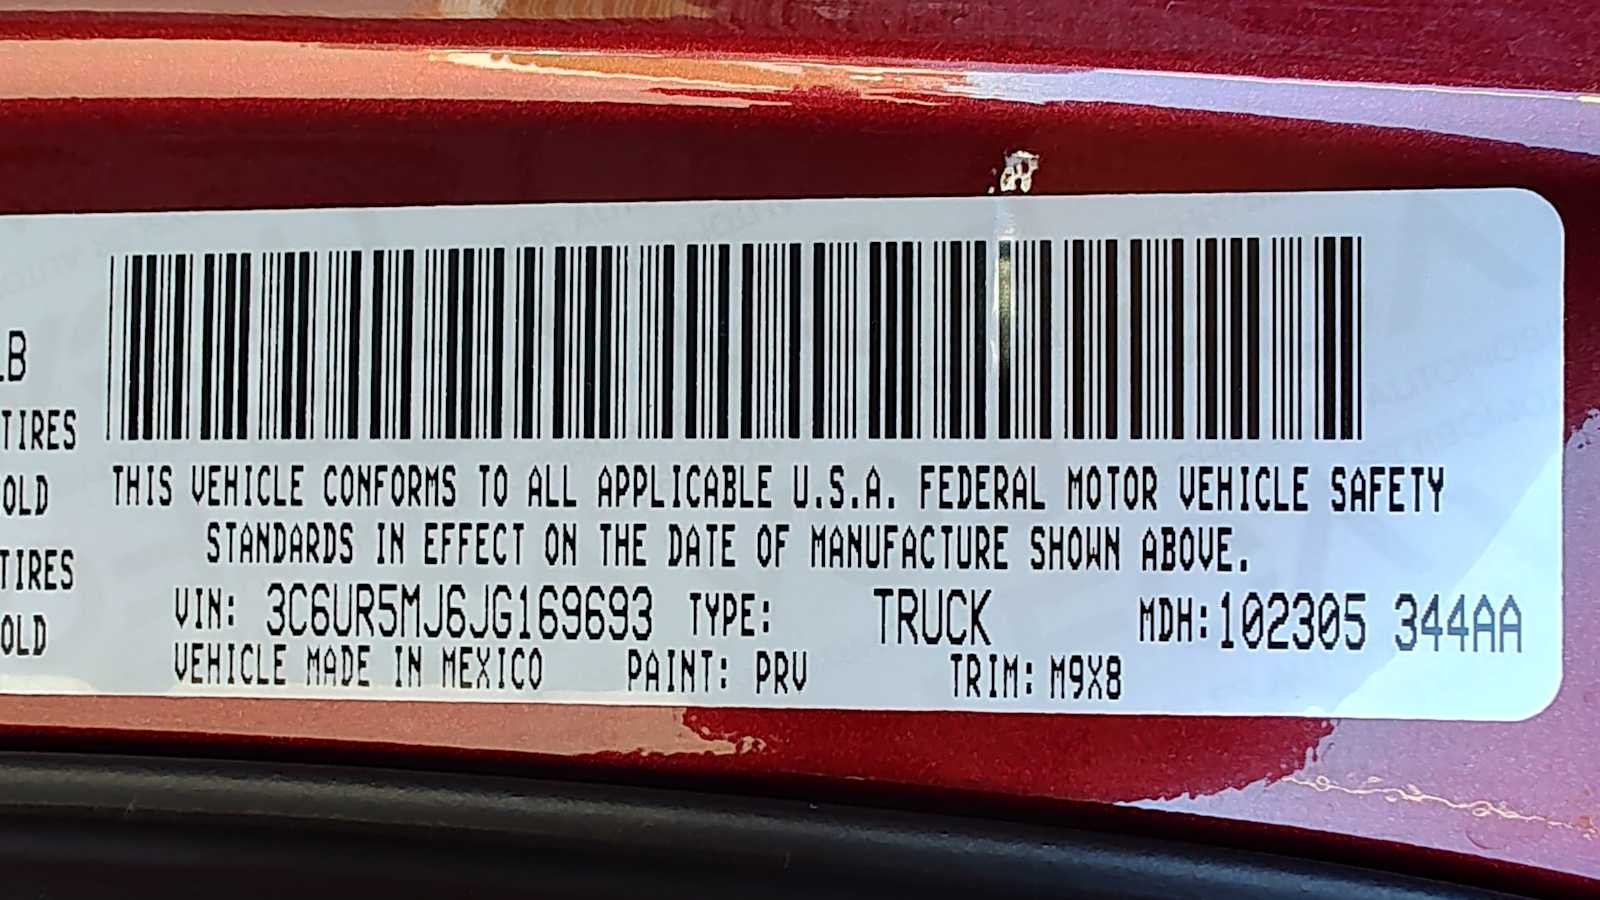 LB
TIRES
OLD
TIRES
OLD
THIS VEHICLE CONFORMS TO ALL APPLICABLE U.S.A. FEDERAL MOTOR VEHICLE SAFETY
STANDARDS IN EFFECT ON THE DATE OF MANUFACTURE SHOWN ABOVE.
VIN: 3C6UR5MJ6JG169693 TYPE: TRUCK MDH:102305 344AA
VEHICLE MADE IN MEXICO PAINT: PRV TRIM: M9X8